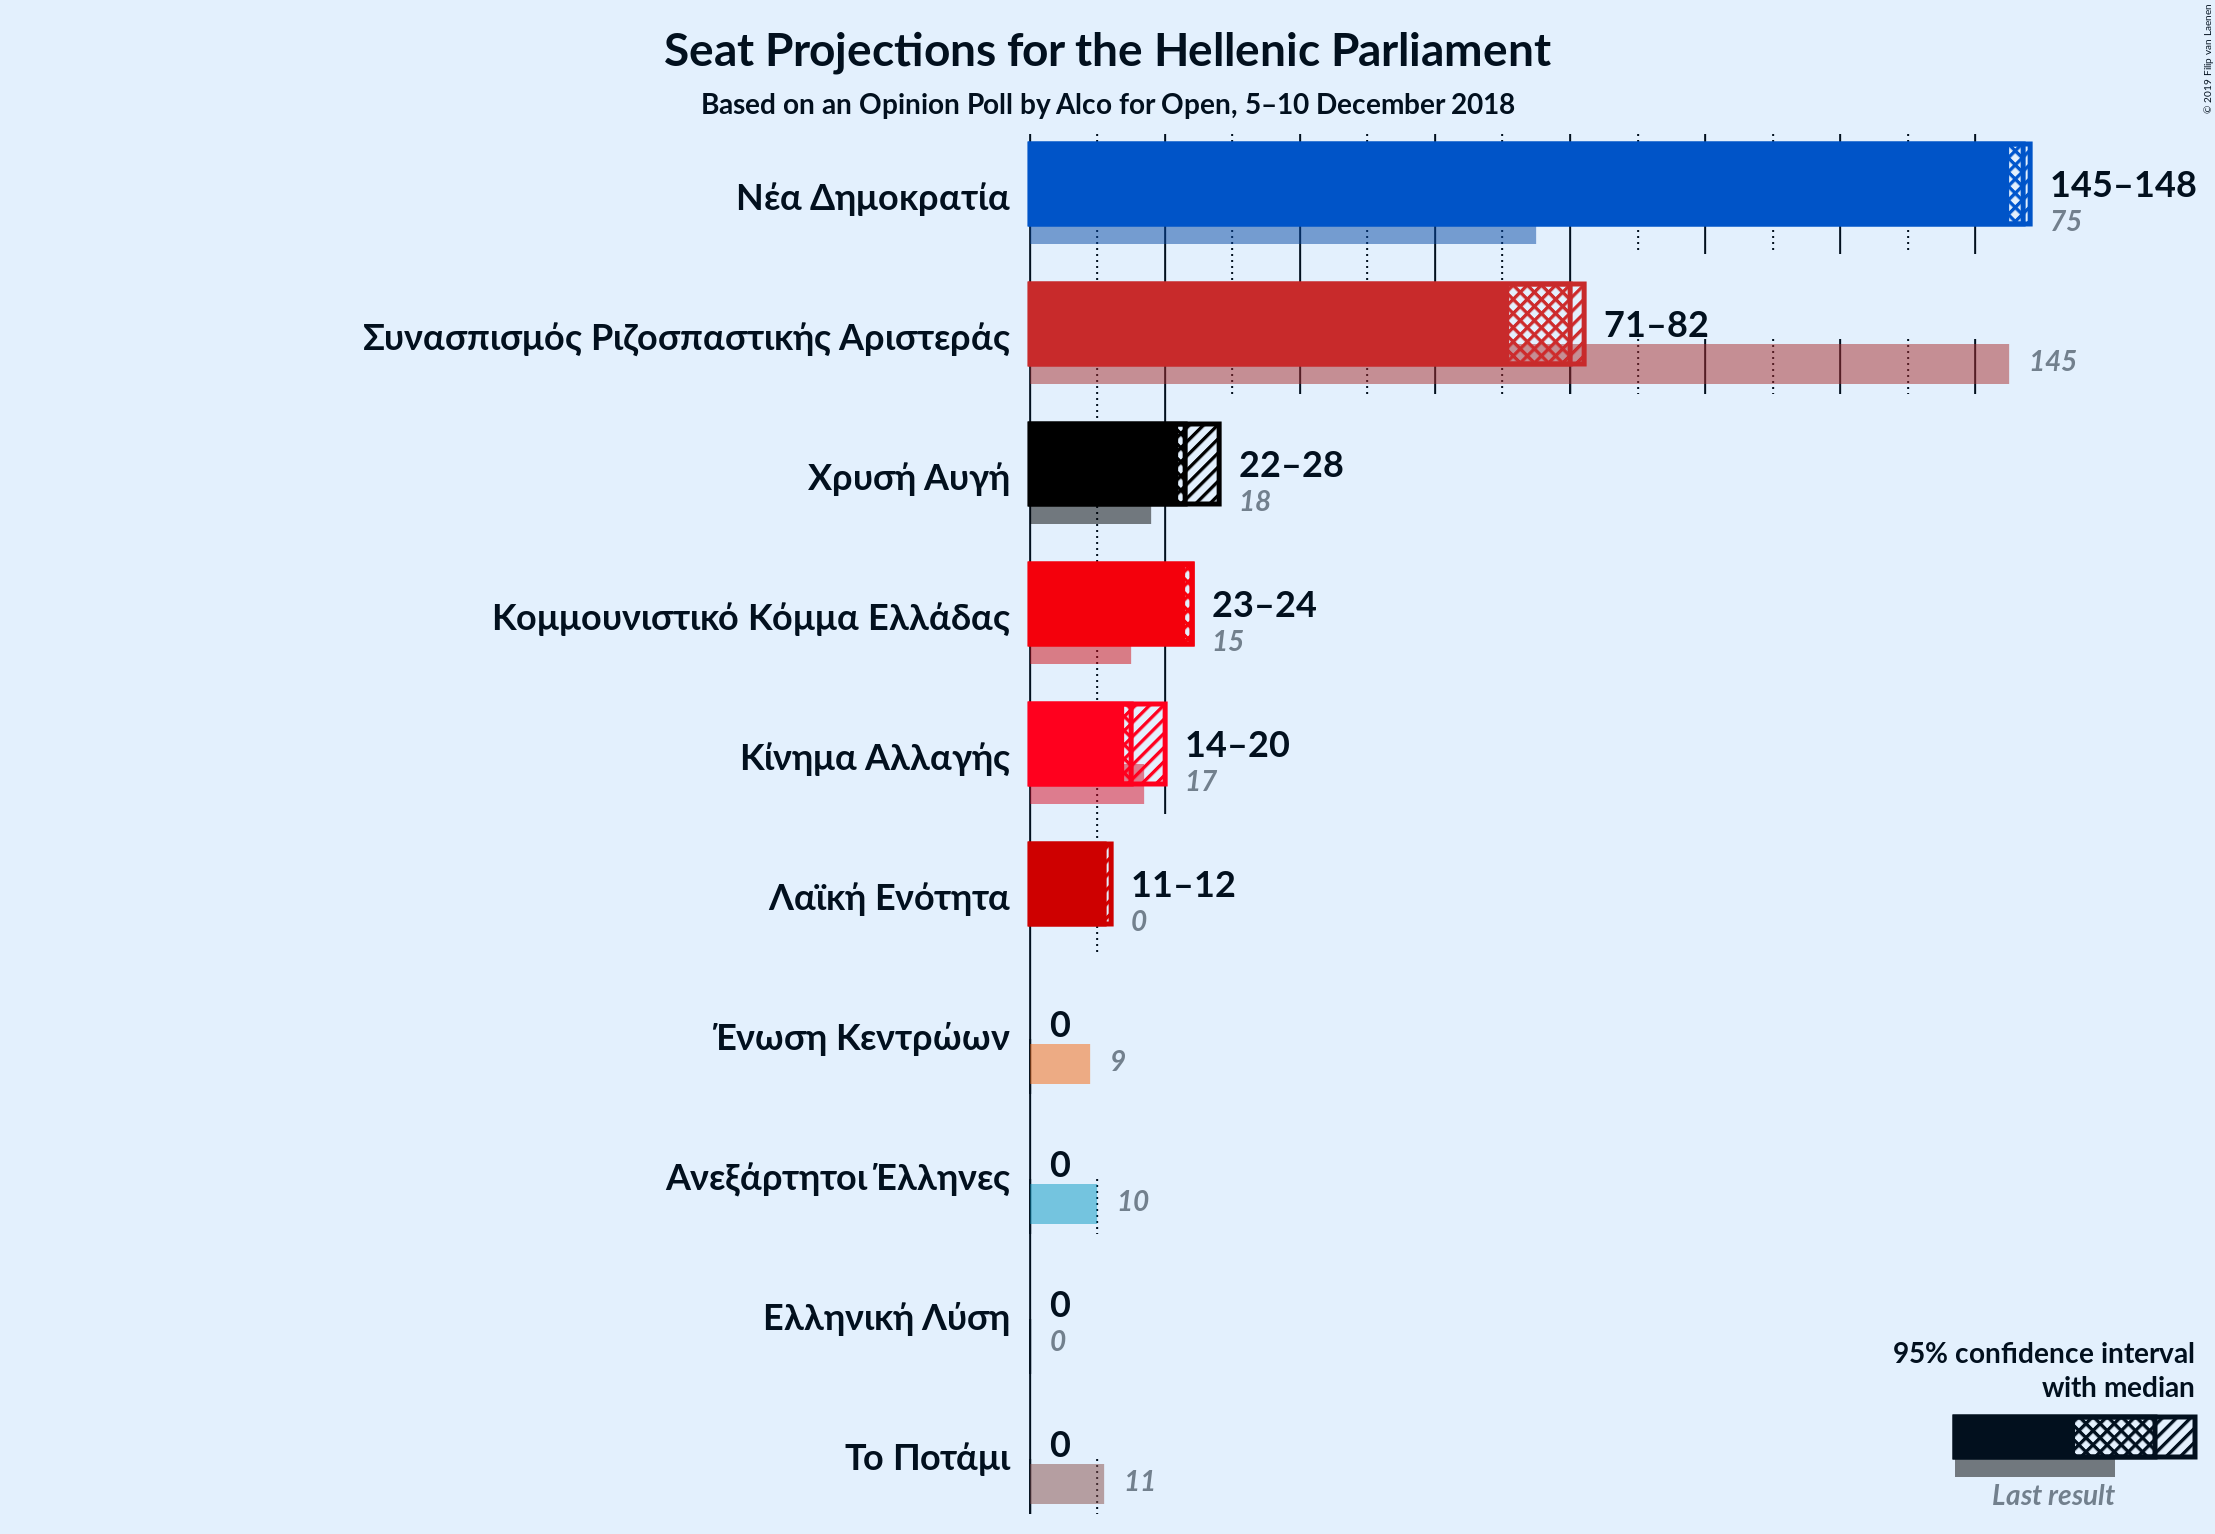 Seat Projections for the Hellenic Parliament
Based on an Opinion Poll by Alco for Open, 5–10 December 2018
© 2019 Filip van Laenen
Νέα Δημοκρατία
145–148
75
Συνασπισμός Ριζοσπαστικής Αριστεράς
71–82
145
Χρυσή Αυγή
22–28
18
Κομμουνιστικό Κόμμα Ελλάδας
23–24
15
Κίνημα Αλλαγής
14–20
17
Λαϊκή Ενότητα
11–12
0
Ένωση Κεντρώων
0
9
Ανεξάρτητοι Έλληνες
0
10
Ελληνική Λύση
0
0
Το Ποτάμι
0
11
95% confidence interval
with median
Last result